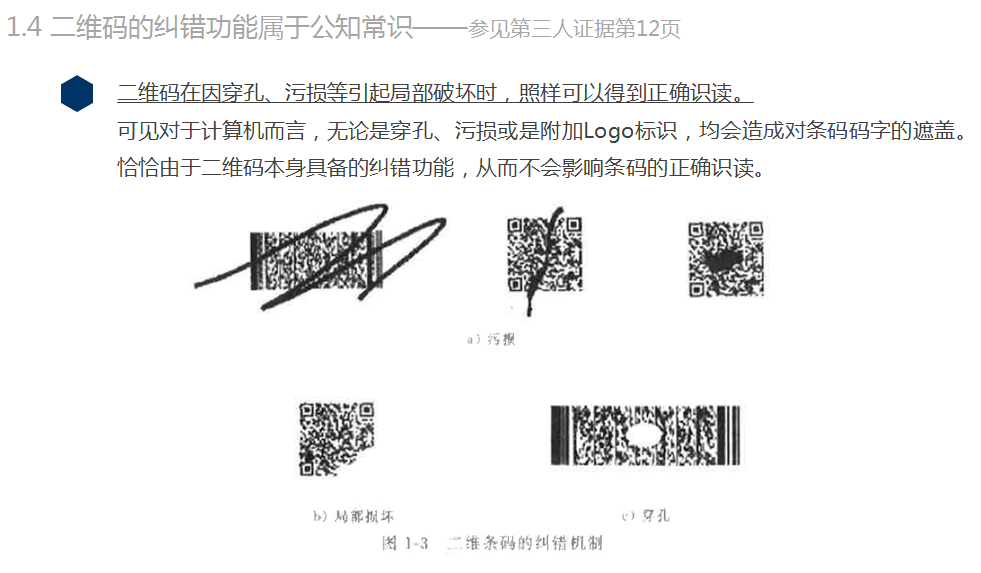 1.4 二维码的纠错功能属于公知常识——参见第三人证据第12页
二维码在因穿孔、污损等引起局部破坏时，照样可以得到正确识读。
可见对于计算机而言，无论是穿孔、污损或是附加Logo标识，均会造成对条码码字的遮盖。
恰恰由于二维码本身具备的纠错功能，从而不会影响条码的正确识读。
a）污损
b）局部损坏
c）穿孔
图 1-3 二维条码的纠错机制